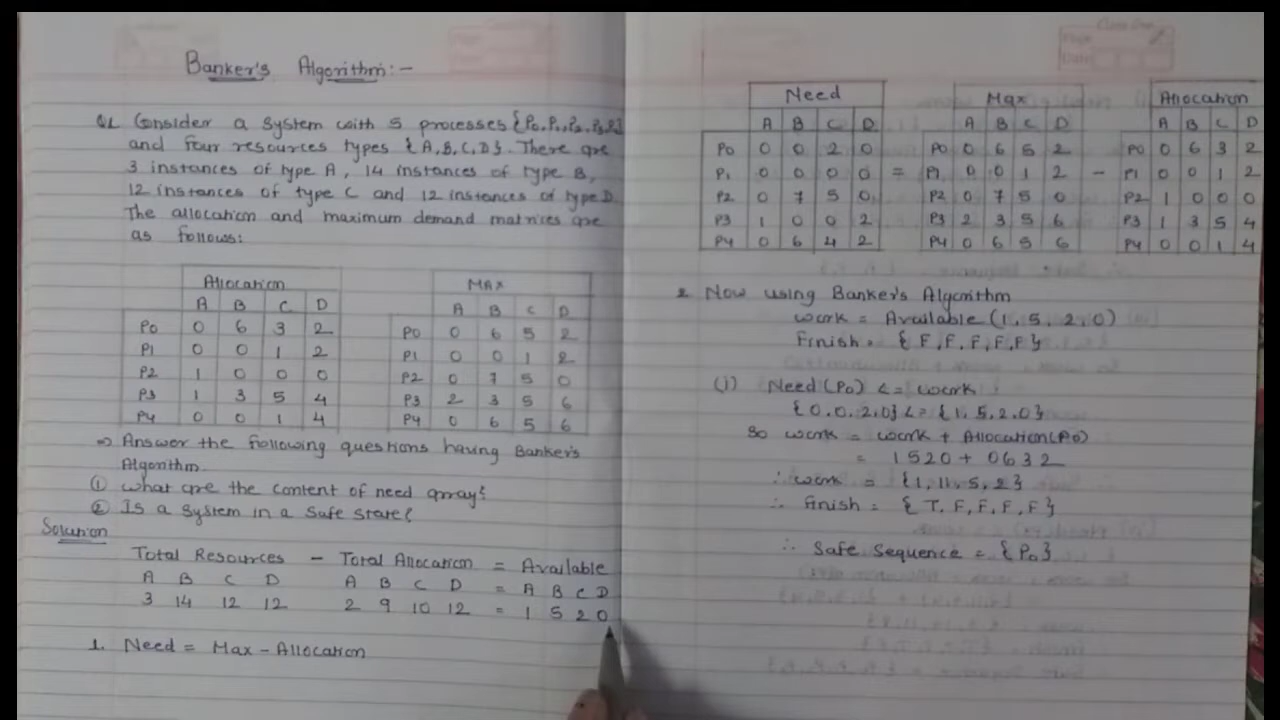 Banker's Algorithm:-
Q1. Consider a system with 5 processes {P0, P1, P2, P3, P4}
and four resources types {A, B, C, D}. There are
3 instances of type A, 14 instances of type B,
12 instances of type C and 12 instances of type D.
The allocation and maximum demand matrices are
as follows:
Allocation
A B C D
P0 0 6 3 2
P1 0 0 1 2
P2 1 0 0 0
P3 1 3 5 4
P4 0 0 1 4
MAX
A B C D
P0 0 6 5 2
P1 0 0 1 2
P2 0 7 5 0
P3 2 3 5 6
P4 0 6 5 6
⇒ Answer the following questions having Banker's
Algorithm
① What are the content of need array?
② Is a system in a safe state?
Solution
Total Resources - Total Allocation = Available
A B C D A B C D = A B C D
3 14 12 12 2 9 10 12 = 1 5 2 0
1. Need = Max - Allocation
Need
A B C D
P0 0 0 2 0
P1 0 0 0 0 =
P2 0 7 5 0
P3 1 0 0 2
P4 0 6 4 2
Max
A B C D
P0 0 6 5 2
P1 0 0 1 2 -
P2 0 7 5 0
P3 2 3 5 6
P4 0 6 5 6
Allocation
A B C D
P0 0 6 3 2
P1 0 0 1 2
P2 1 0 0 0
P3 1 3 5 4
P4 0 0 1 4
2. Now using Banker's Algorithm
work = Available (1, 5, 2, 0)
Finish = {F, F, F, F, F}
(i) Need (P0) <= work
{0, 0, 2, 0} <= {1, 5, 2, 0}
So work = work + Allocation (P0)
= 1520 + 0632
∴ work = {1, 11, 5, 2}
∴ Finish = {T, F, F, F, F}
∴ Safe Sequence = {P0}